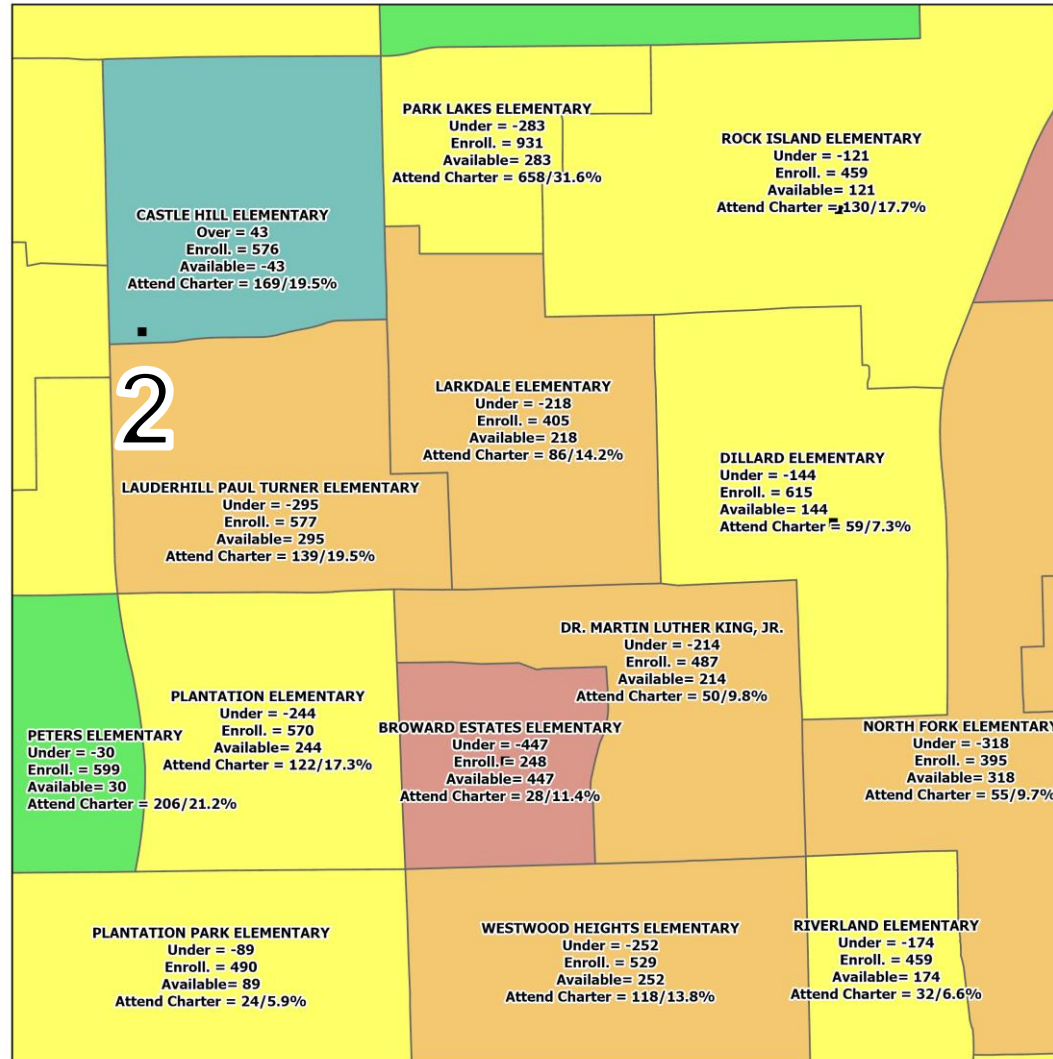 PARK LAKES ELEMENTARY
Under = -283
Enroll. = 931
Available= 283
Attend Charter = 658/31.6%
ROCK ISLAND ELEMENTARY
Under = -121
Enroll. = 459
Available= 121
Attend Charter = 130/17.7%
CASTLE HILL ELEMENTARY
Over = 43
Enroll. = 576
Available= -43
Attend Charter = 169/19.5%
2
LARKDALE ELEMENTARY
Under = -218
Enroll. = 405
Available= 218
Attend Charter = 86/14.2%
DILLARD ELEMENTARY
Under = -144
Enroll. = 615
Available= 144
Attend Charter = 59/7.3%
LAUDERHILL PAUL TURNER ELEMENTARY
Under = -295
Enroll. = 577
Available= 295
Attend Charter = 139/19.5%
DR. MARTIN LUTHER KING, JR.
Under = -214
Enroll. = 487
Available= 214
Attend Charter = 50/9.8%
PLANTATION ELEMENTARY
Under = -244
Enroll. = 570
Available= 244
Attend Charter = 122/17.3%
PETERS ELEMENTARY
Under = -30
Enroll. = 599
Available= 30
Attend Charter = 206/21.2%
BROWARD ESTATES ELEMENTARY
Under = -447
Enroll. = 248
Available= 447
Attend Charter = 28/11.4%
NORTH FORK ELEMENTARY
Under = -318
Enroll. = 395
Available= 318
Attend Charter = 55/9.7%
PLANTATION PARK ELEMENTARY
Under = -89
Enroll. = 490
Available= 89
Attend Charter = 24/5.9%
WESTWOOD HEIGHTS ELEMENTARY
Under = -252
Enroll. = 529
Available= 252
Attend Charter = 118/13.8%
RIVERLAND ELEMENTARY
Under = -174
Enroll. = 459
Available= 174
Attend Charter = 32/6.6%